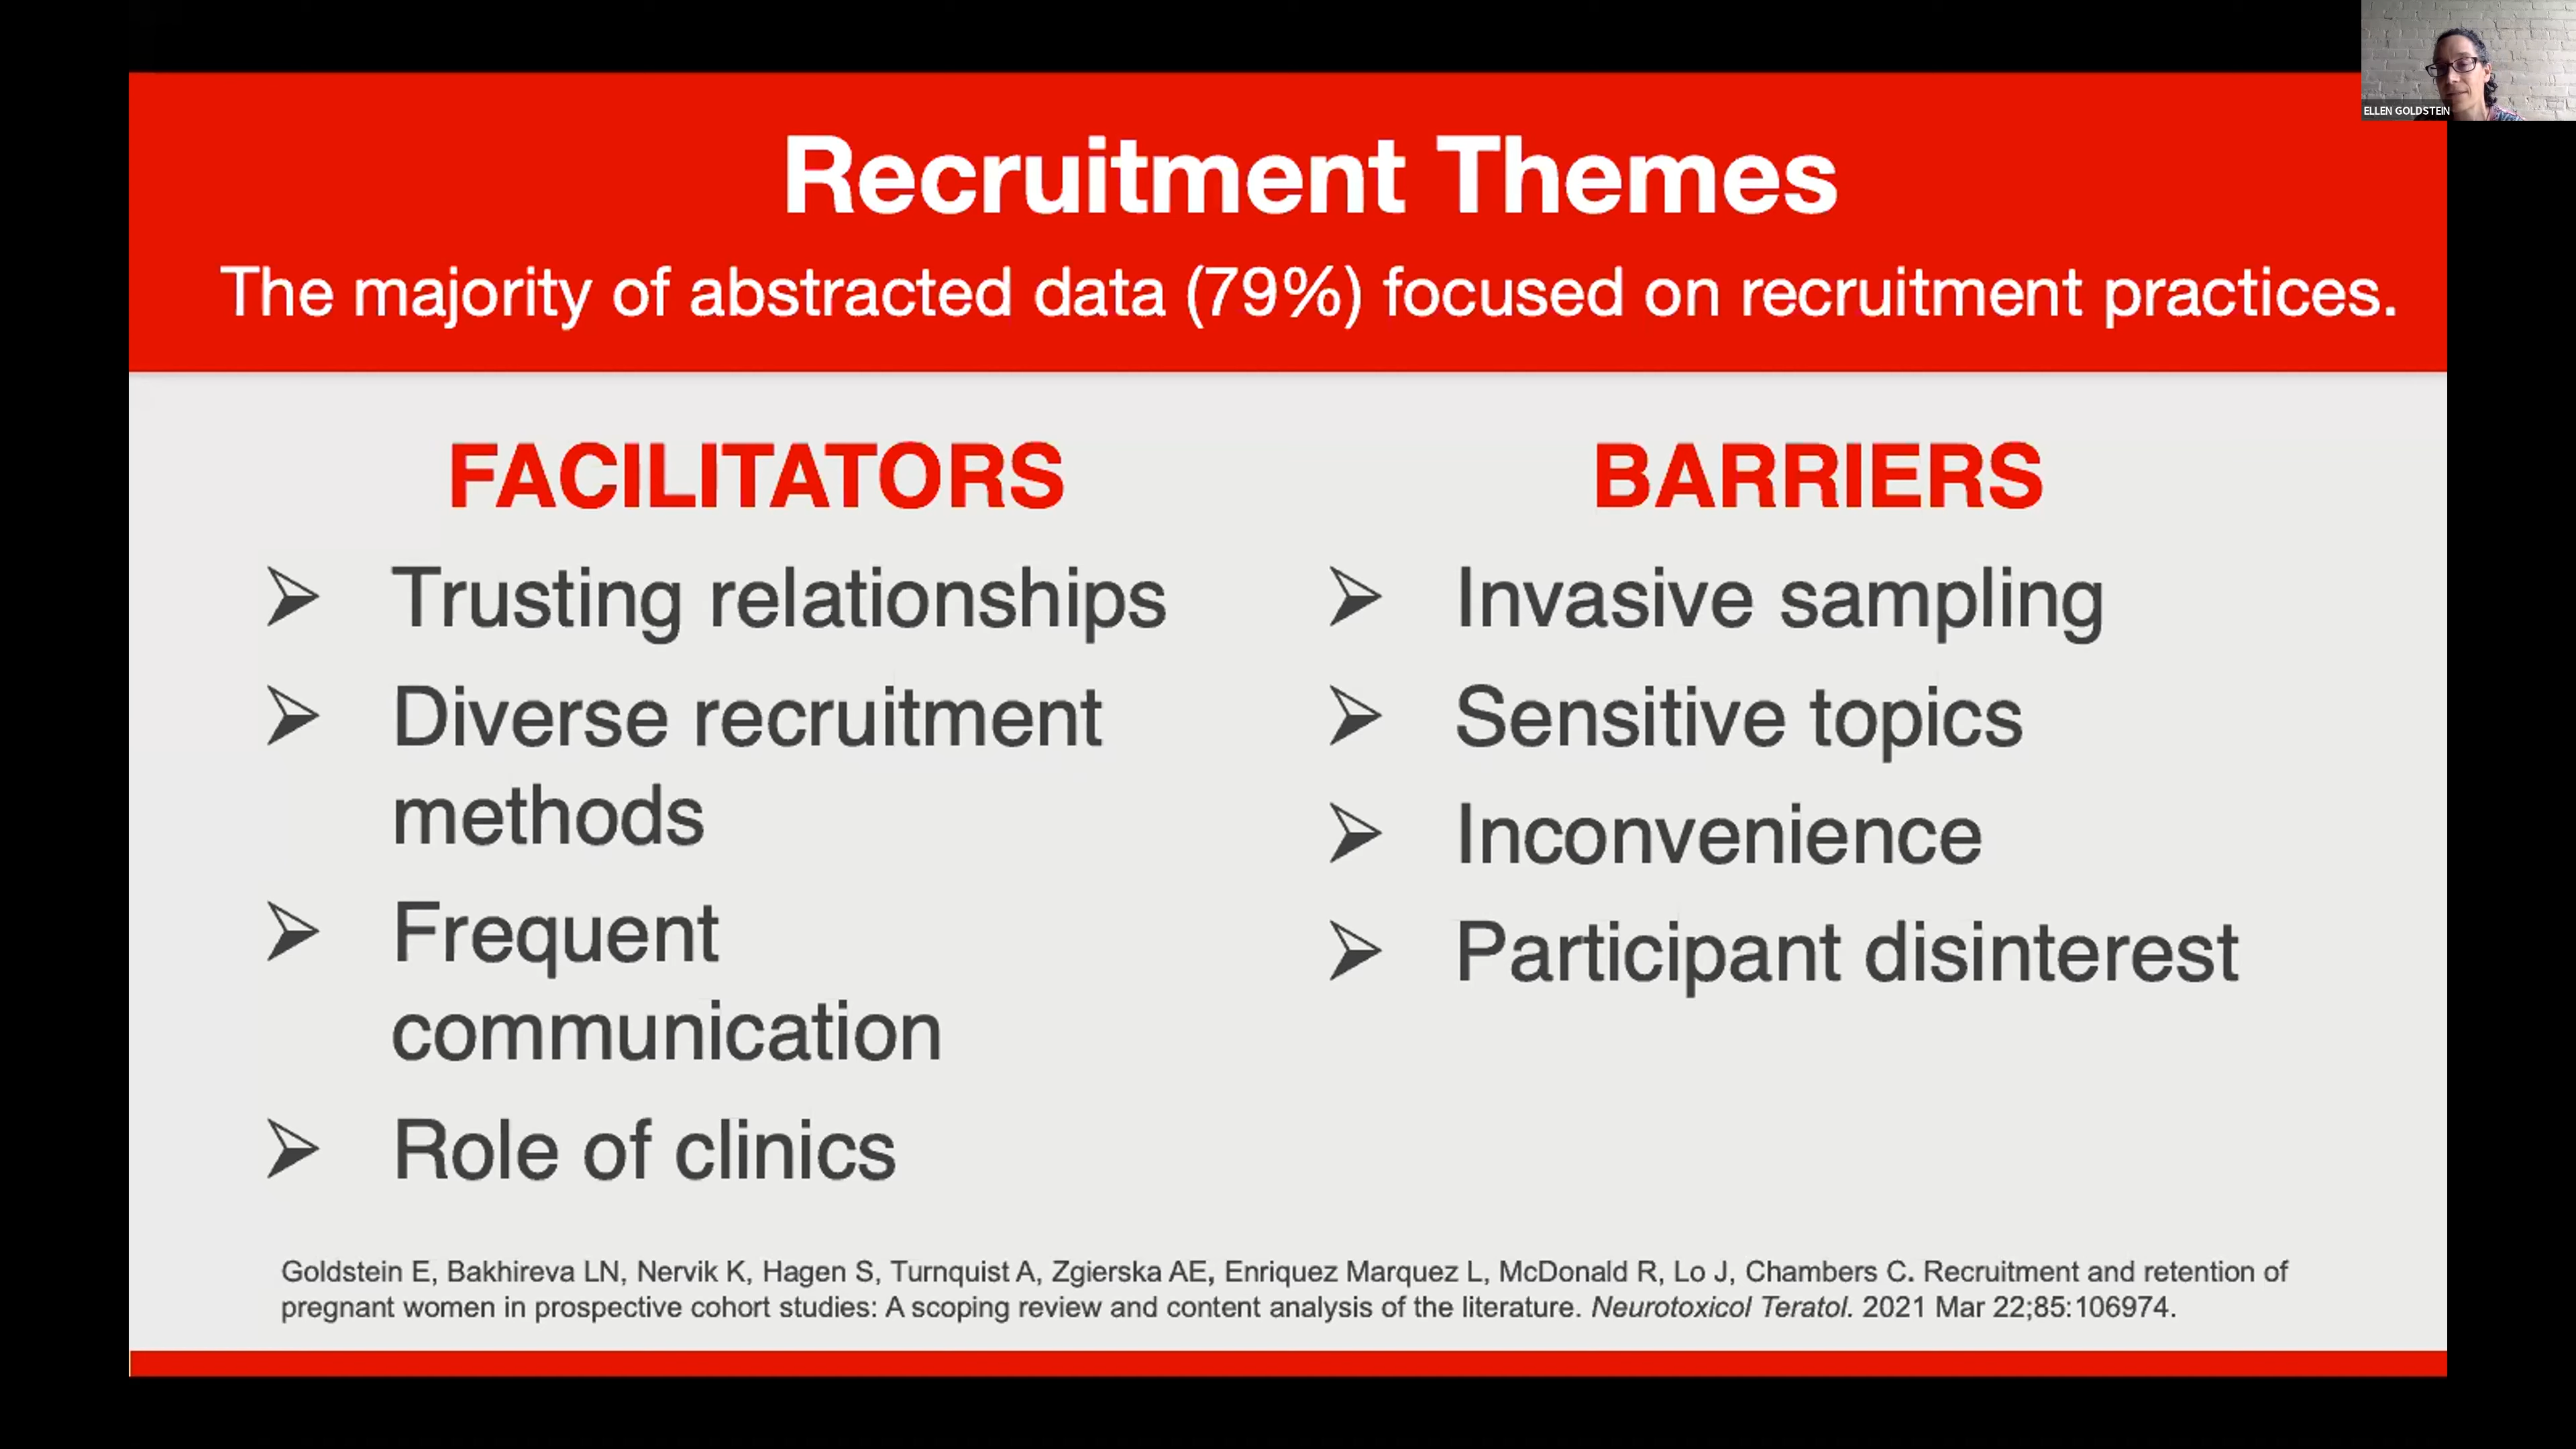 ELLEN GOLDSTEIN
Recruitment Themes
The majority of abstracted data (79%) focused on recruitment practices.
FACILITATORS
Trusting relationships
Diverse recruitment
methods
Frequent
communication
Role of clinics
BARRIERS
Invasive sampling
Sensitive topics
Inconvenience
Participant disinterest
Goldstein E, Bakhireva LN, Nervik K, Hagen S, Turnquist A, Zgierska AE, Enriquez Marquez L, McDonald R, Lo J, Chambers C. Recruitment and retention of
pregnant women in prospective cohort studies: A scoping review and content analysis of the literature. Neurotoxicol Teratol. 2021 Mar 22;85:106974.